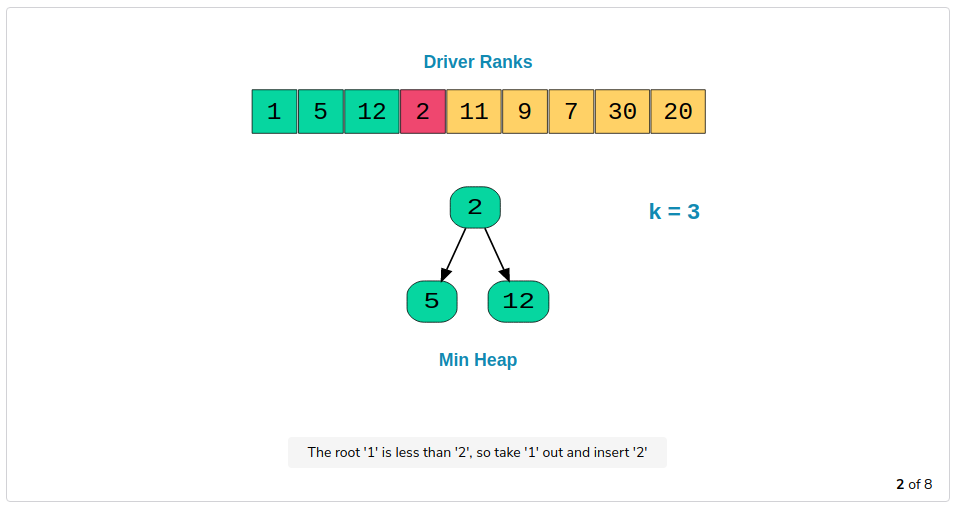 Driver Ranks
1 5 12 2 11 9 7 30 20
2
k = 3
5 12
Min Heap
The root '1' is less than '2', so take '1' out and insert '2'
2 of 8